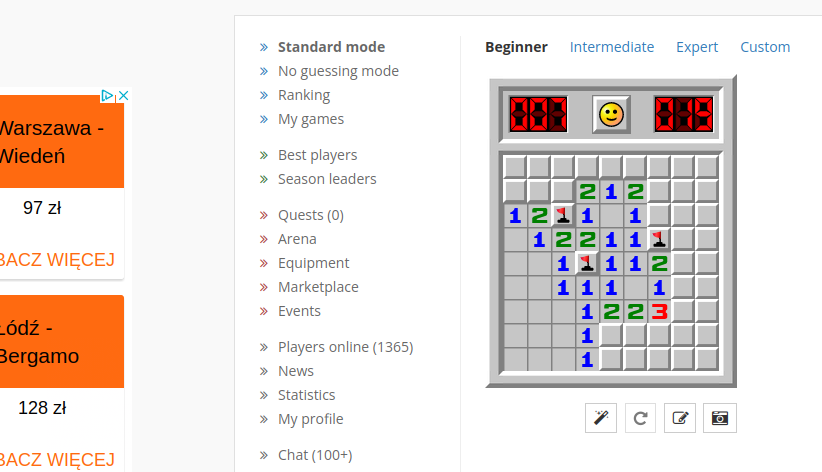 Warszawa -
Wiedeń
97 zł
BACZ WIĘCEJ
Łódź -
Bergamo
128 zł
BACZ WIĘCEJ
Standard mode
No guessing mode
Ranking
My games
Best players
Season leaders
Quests (0)
Arena
Equipment
Marketplace
Events
Players online (1365)
News
Statistics
My profile
Chat (100+)
Beginner Intermediate Expert Custom
2 1 2
1 2 1 1
1 2 2 1 1
1 1 1 2
1 1 1 1
1 2 2 3
1
1